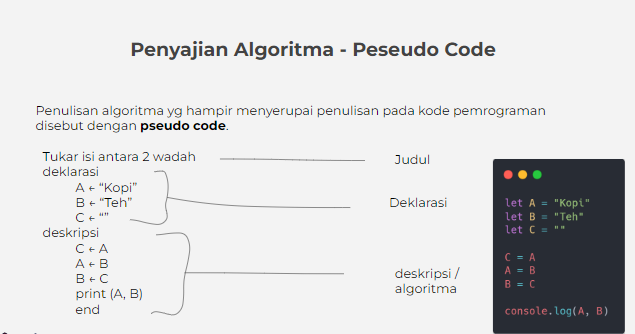 Penyajian Algoritma - Peseudo Code
Penulisan algoritma yg hampir menyerupai penulisan pada kode pemrograman
disebut dengan pseudo code.
Tukar isi antara 2 wadah
deklarasi
A ← “Kopi”
B ← “Teh”
C ← “”
deskripsi
C ← A
A ← B
B ← C
print (A, B)
end
Judul
Deklarasi
deskripsi /
algoritma
let A = "Kopi"
let B = "Teh"
let C = ""
C = A
A = B
B = C
console.log(A, B)